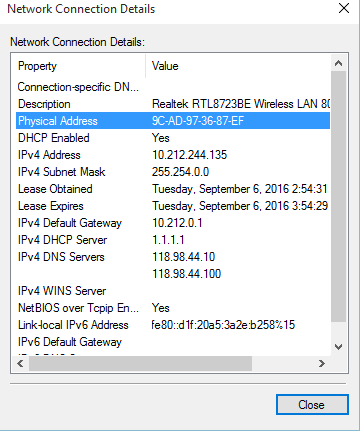 Network Connection Details
Network Connection Details:
Property Value
Connection-specific DN...
Description Realtek RTL8723BE Wireless LAN 80
Physical Address 9C-AD-97-36-87-EF
DHCP Enabled Yes
IPv4 Address 10.212.244.135
IPv4 Subnet Mask 255.254.0.0
Lease Obtained Tuesday, September 6, 2016 2:54:31
Lease Expires Tuesday, September 6, 2016 3:54:29
IPv4 Default Gateway 10.212.0.1
IPv4 DHCP Server 1.1.1.1
IPv4 DNS Servers 118.98.44.10
118.98.44.100
IPv4 WINS Server
NetBIOS over Tcpip En... Yes
Link-local IPv6 Address fe80::d1f:20a5:3a2e:b258%15
IPv6 Default Gateway
Close